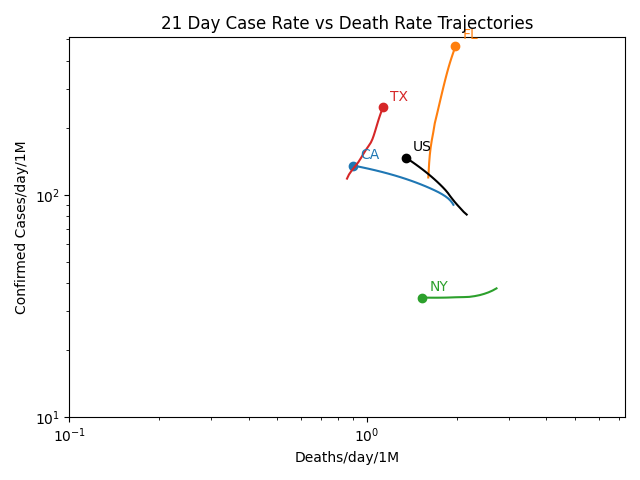 21 Day Case Rate vs Death Rate Trajectories
FL
TX
US
CA
NY
Confirmed Cases/day/1M
10²
10¹
10⁻¹
10⁰
Deaths/day/1M